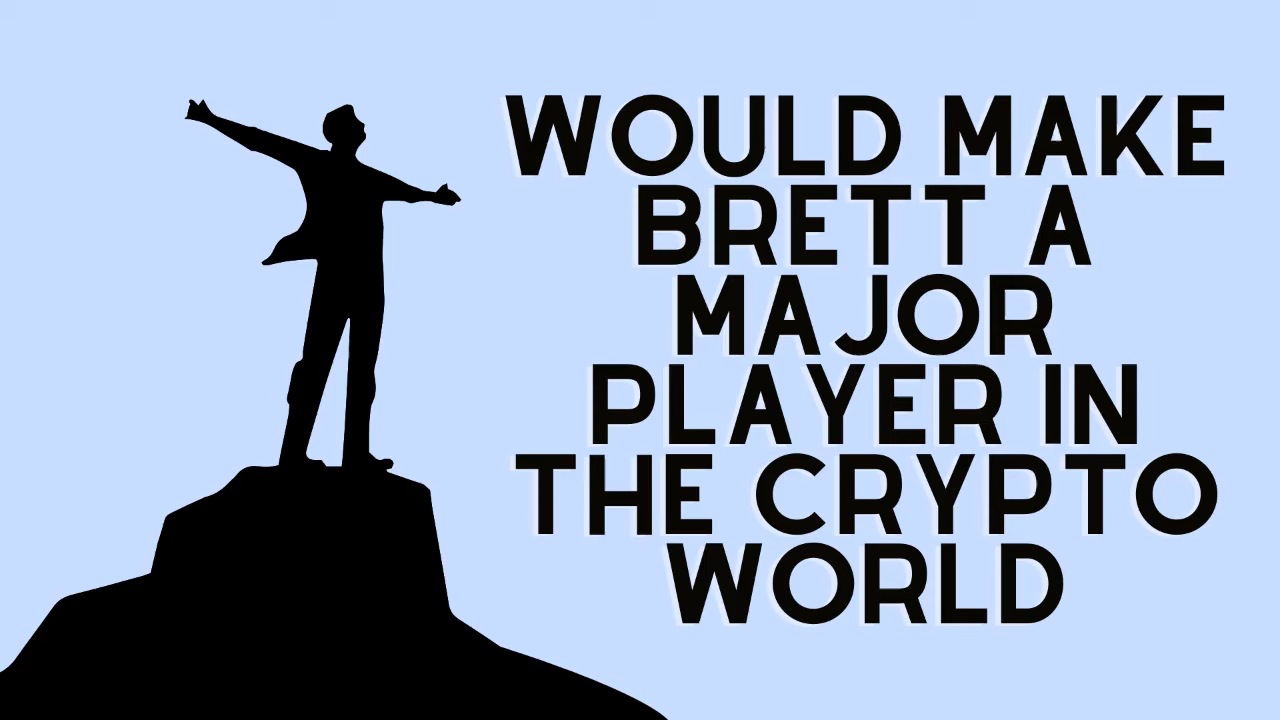 WOULD MAKE
BRETT A
MAJOR
PLAYER IN
THE CRYPTO
WORLD